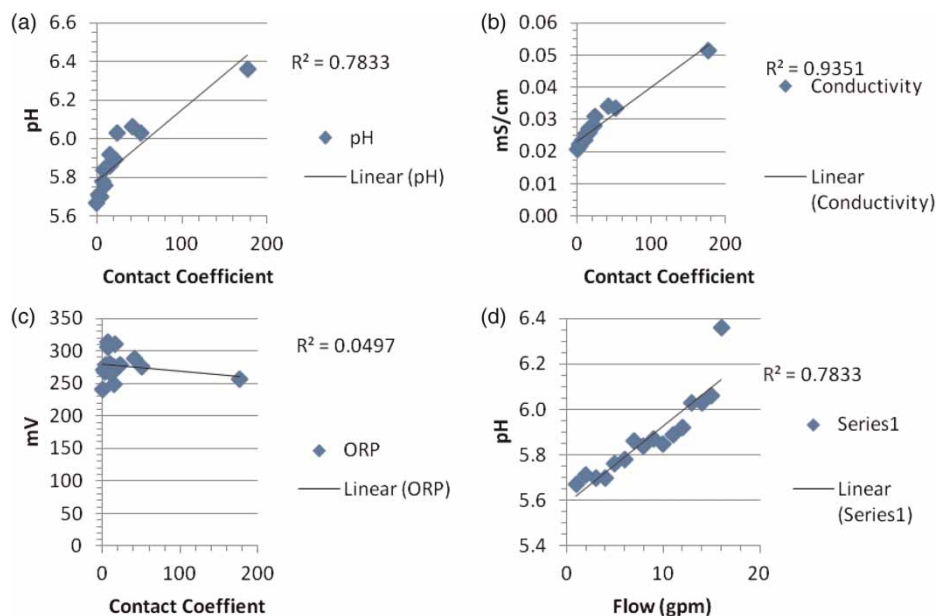 (a)
6.6
6.4
6.2
6.0
5.8
5.6
pH
0
100
200
Contact Coefficient
R² = 0.7833
pH
Linear (pH)
(b)
0.06
0.05
0.04
0.03
0.02
0.01
0.00
mS/cm
0
100
200
Contact Coefficient
R² = 0.9351
Conductivity
Linear
(Conductivity)
(c)
350
300
250
200
150
100
50
0
mV
0
100
200
Contact Coeffient
R² = 0.0497
ORP
Linear (ORP)
(d)
6.4
6.2
6.0
5.8
5.6
5.4
pH
0
10
20
Flow (gpm)
R² = 0.7833
Series1
Linear
(Series1)